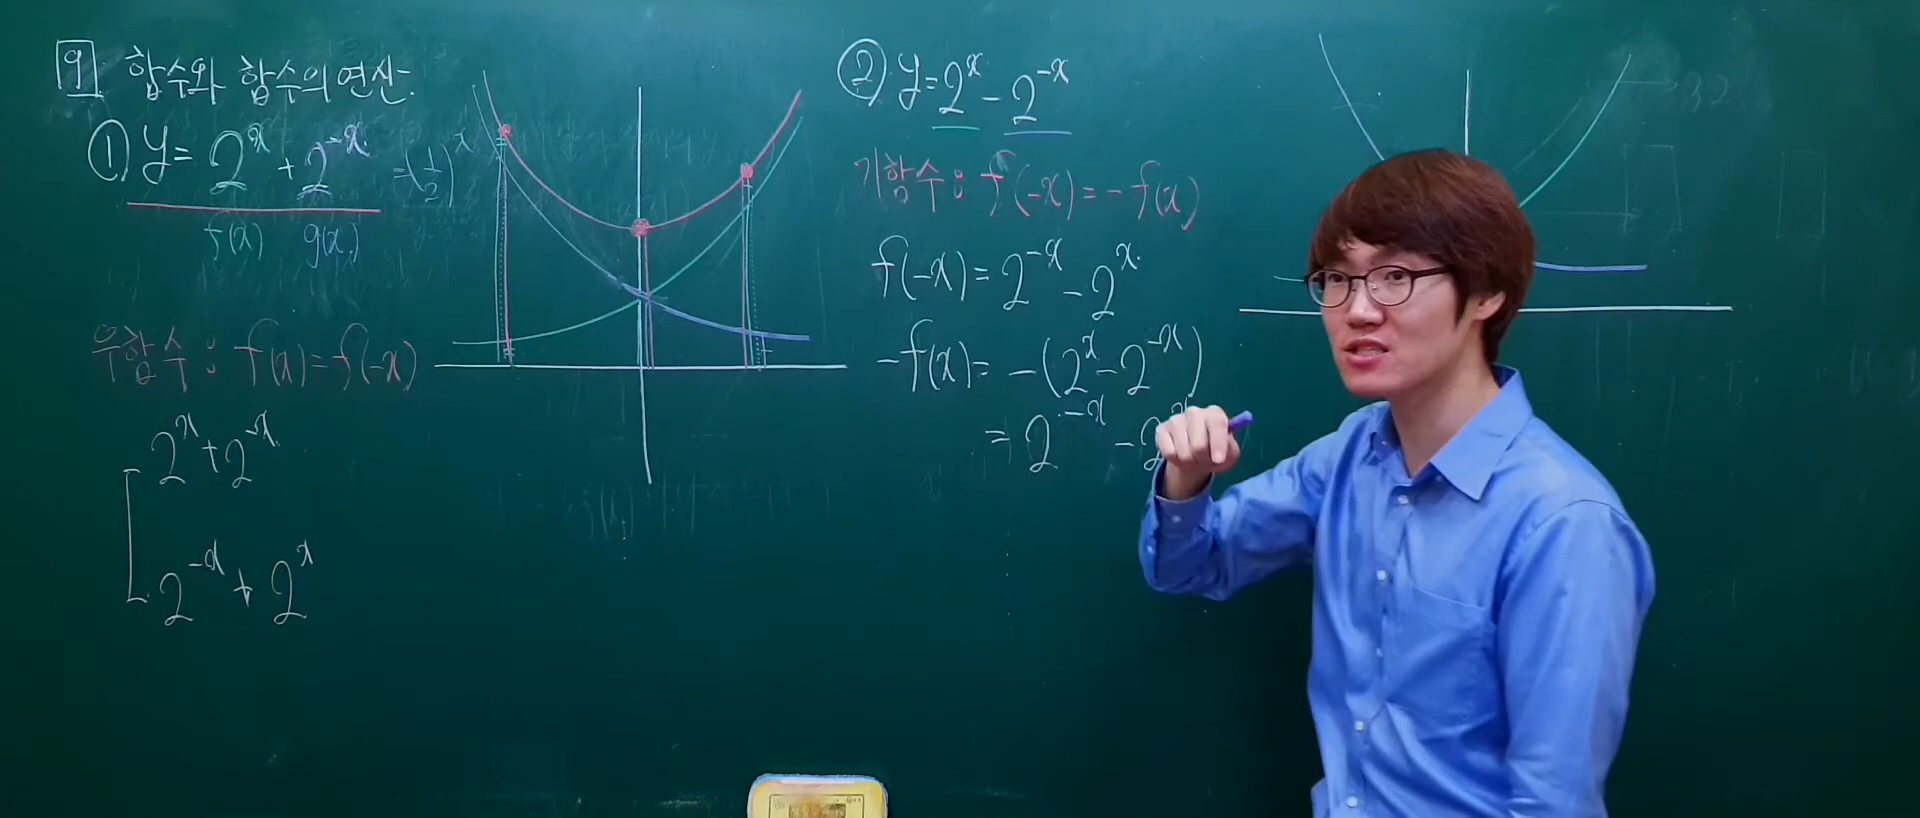 9 함수와 함수의 연산.
① y = 2^x + 2^-x = (1/2)^x
f(x) g(x)
우함수 : f(x) = f(-x)
2^x + 2^-x
2^-x + 2^x
② y = 2^x - 2^-x
기함수 : f(-x) = - f(x)
f(-x) = 2^-x - 2^x
-f(x) = -(2^x - 2^-x)
= 2^-x - 2^x